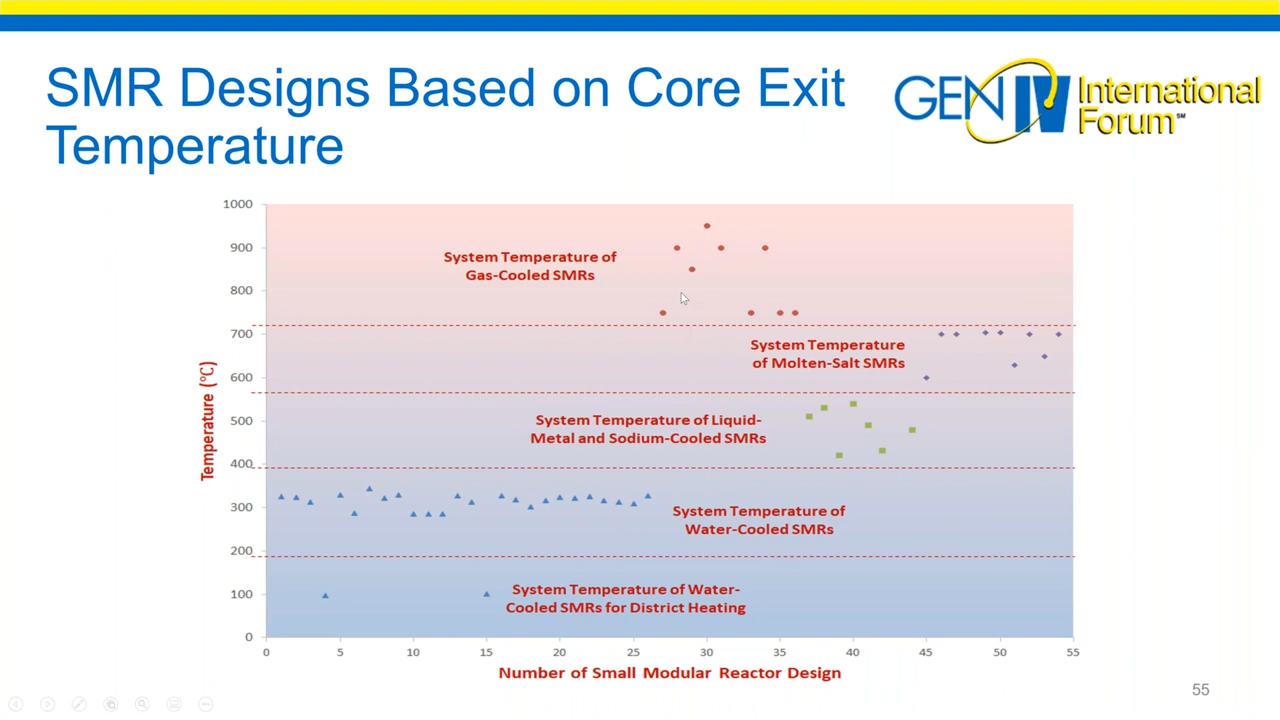 SMR Designs Based on Core Exit
Temperature
GEN IV International
Forum℠
1000
900
800
700
600
500
400
300
200
100
0
Temperature (℃)
System Temperature of
Gas-Cooled SMRs
System Temperature
of Molten-Salt SMRs
System Temperature of Liquid-
Metal and Sodium-Cooled SMRs
System Temperature of
Water-Cooled SMRs
System Temperature of Water-
Cooled SMRs for District Heating
0 5 10 15 20 25 30 35 40 45 50 55
Number of Small Modular Reactor Design
55